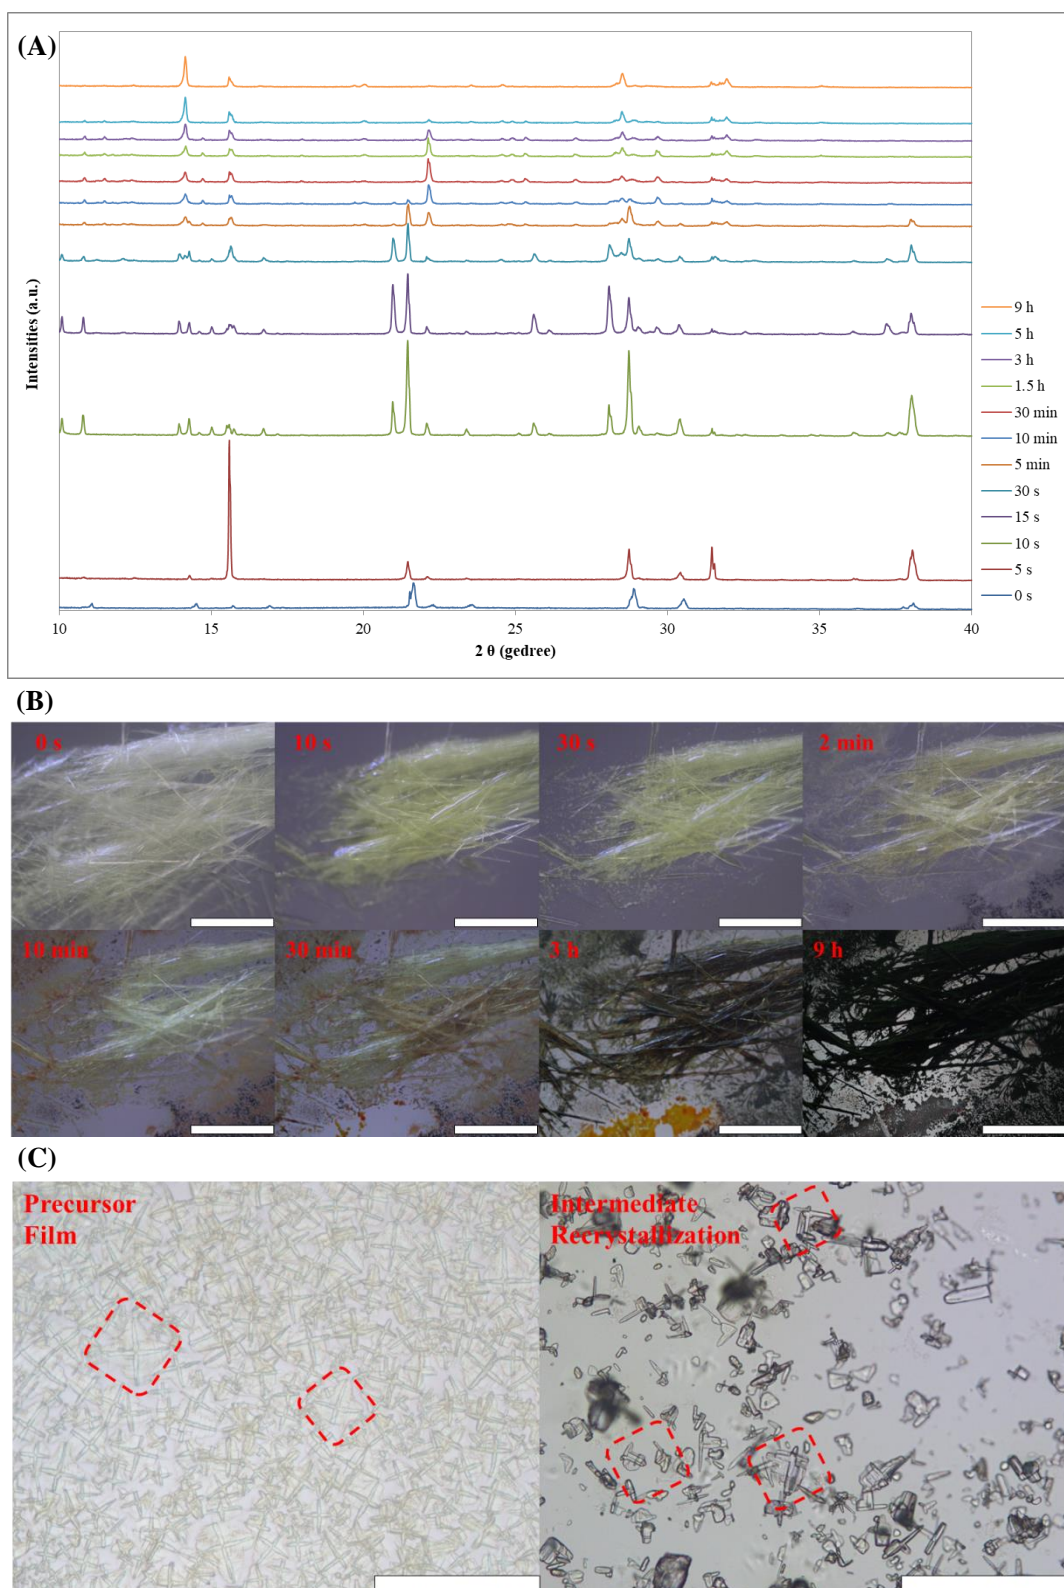 (A)
Intensities (a.u.)
9 h
5 h
3 h
1.5 h
30 min
10 min
5 min
30 s
15 s
10 s
5 s
0 s
10 15 20 25 30 35 40
2 θ (gedree)
(B)
0 s 10 s 30 s 2 min
10 min 30 min 3 h 9 h
(C)
Precursor
Film
Intermediate
Recrystallization